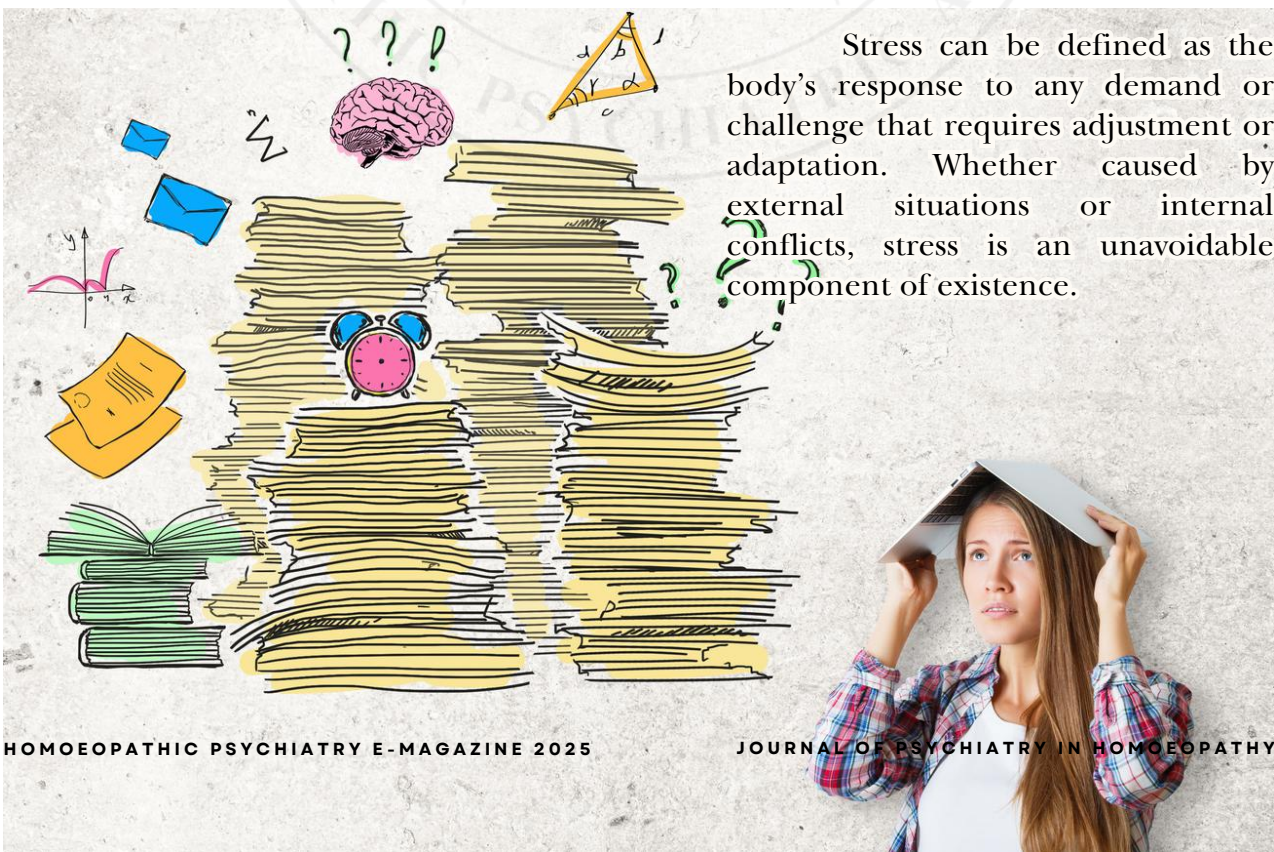 Stress can be defined as the
body's response to any demand or
challenge that requires adjustment or
adaptation. Whether caused by
external situations or internal
conflicts, stress is an unavoidable
component of existence.
? ? !
d b r α c
y
0 x
? ? ?
HOMOEOPATHIC PSYCHIATRY E-MAGAZINE 2025
JOURNAL OF PSYCHIATRY IN HOMOEOPATHY